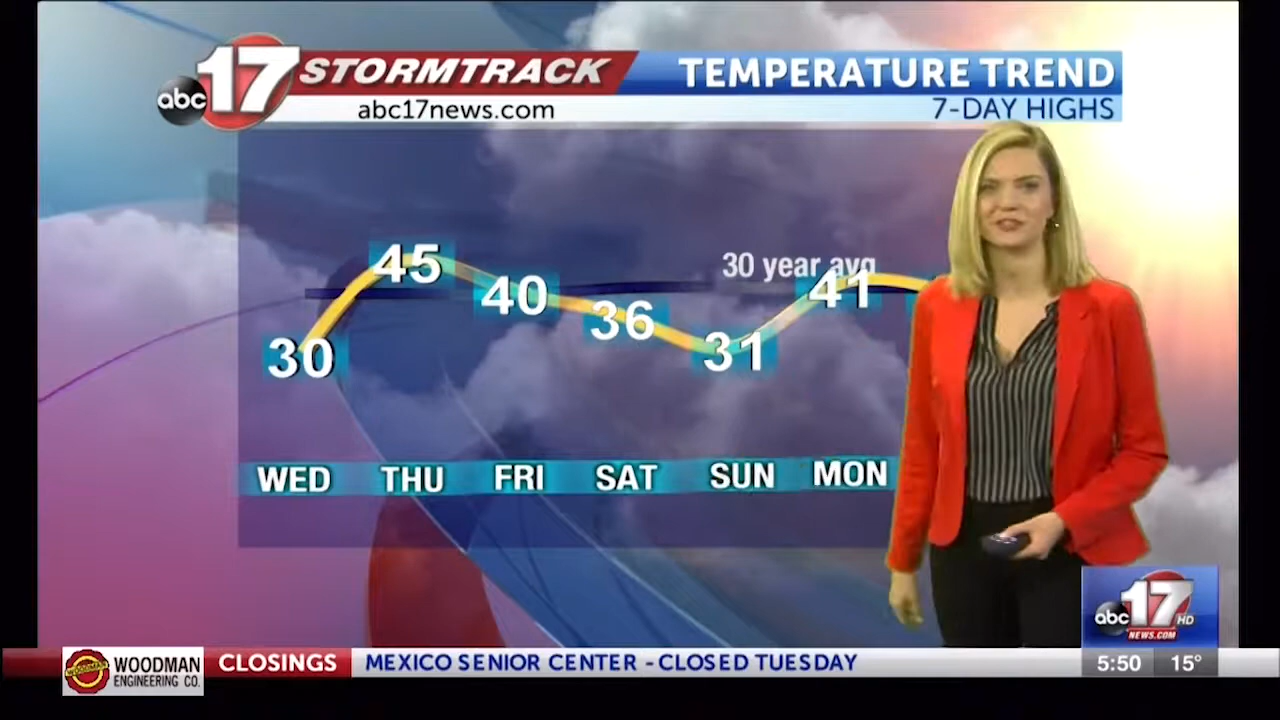 abc 17 STORMTRACK
abc17news.com
TEMPERATURE TREND
7-DAY HIGHS
30 year avg
30
45
40
36
31
41
WED THU FRI SAT SUN MON
abc 17 HD
NEWS.COM
WOODMAN
ENGINEERING CO.
CLOSINGS
MEXICO SENIOR CENTER - CLOSED TUESDAY
5:50 15°